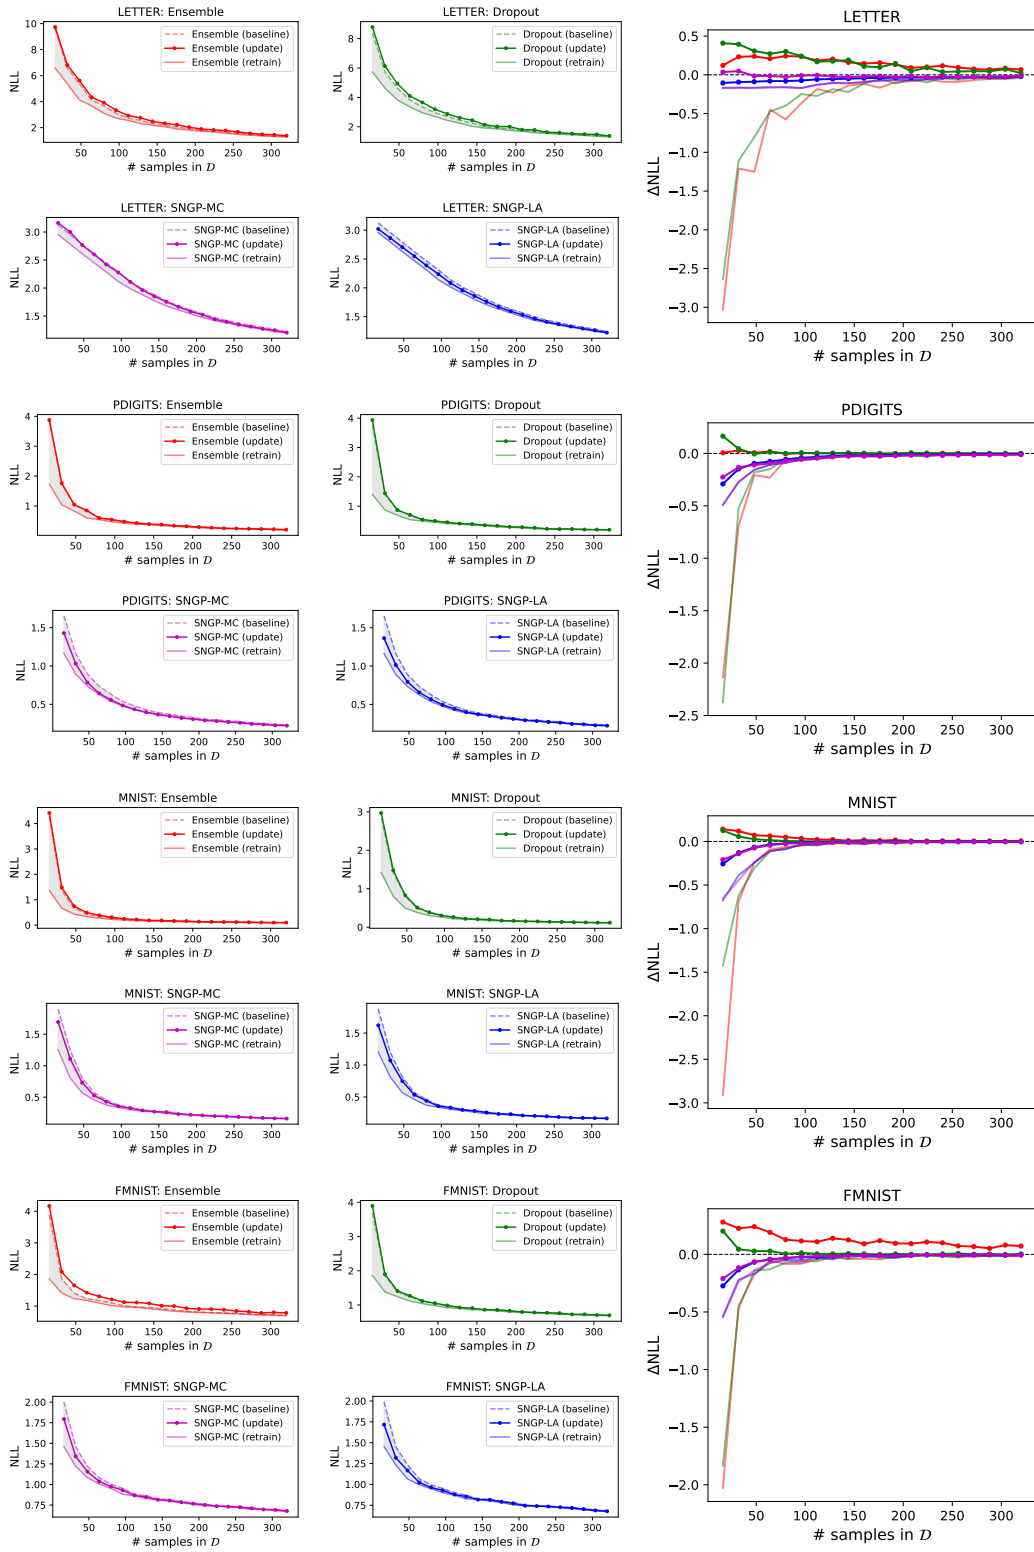 LETTER: Ensemble
NLL
10
8
6
4
2
50
100
150
200
250
300
# samples in 𝒟
Ensemble (baseline)
Ensemble (update)
Ensemble (retrain)
LETTER: Dropout
8
6
4
2
50
100
150
200
250
300
# samples in 𝒟
Dropout (baseline)
Dropout (update)
Dropout (retrain)
LETTER: SNGP-MC
NLL
3.0
2.5
2.0
1.5
50
100
150
200
250
300
# samples in 𝒟
SNGP-MC (baseline)
SNGP-MC (update)
SNGP-MC (retrain)
LETTER: SNGP-LA
NLL
3.0
2.5
2.0
1.5
50
100
150
200
250
300
# samples in 𝒟
SNGP-LA (baseline)
SNGP-LA (update)
SNGP-LA (retrain)
LETTER
ΔNLL
0.5
0.0
−0.5
−1.0
−1.5
−2.0
−2.5
−3.0
50
100
150
200
250
300
# samples in 𝒟
PDIGITS: Ensemble
NLL
4
3
2
1
50
100
150
200
250
300
# samples in 𝒟
Ensemble (baseline)
Ensemble (update)
Ensemble (retrain)
PDIGITS: Dropout
NLL
4
3
2
1
50
100
150
200
250
300
# samples in 𝒟
Dropout (baseline)
Dropout (update)
Dropout (retrain)
PDIGITS: SNGP-MC
NLL
1.5
1.0
0.5
50
100
150
200
250
300
# samples in 𝒟
SNGP-MC (baseline)
SNGP-MC (update)
SNGP-MC (retrain)
PDIGITS: SNGP-LA
NLL
1.5
1.0
0.5
50
100
150
200
250
300
# samples in 𝒟
SNGP-LA (baseline)
SNGP-LA (update)
SNGP-LA (retrain)
PDIGITS
ΔNLL
0.0
−0.5
−1.0
−1.5
−2.0
−2.5
50
100
150
200
250
300
# samples in 𝒟
MNIST: Ensemble
NLL
4
3
2
1
0
50
100
150
200
250
300
# samples in 𝒟
Ensemble (baseline)
Ensemble (update)
Ensemble (retrain)
MNIST: Dropout
NLL
3
2
1
0
50
100
150
200
250
300
# samples in 𝒟
Dropout (baseline)
Dropout (update)
Dropout (retrain)
MNIST: SNGP-MC
NLL
1.5
1.0
0.5
50
100
150
200
250
300
# samples in 𝒟
SNGP-MC (baseline)
SNGP-MC (update)
SNGP-MC (retrain)
MNIST: SNGP-LA
NLL
1.5
1.0
0.5
50
100
150
200
250
300
# samples in 𝒟
SNGP-LA (baseline)
SNGP-LA (update)
SNGP-LA (retrain)
MNIST
ΔNLL
0.0
−0.5
−1.0
−1.5
−2.0
−2.5
−3.0
50
100
150
200
250
300
# samples in 𝒟
FMNIST: Ensemble
NLL
4
3
2
1
50
100
150
200
250
300
# samples in 𝒟
Ensemble (baseline)
Ensemble (update)
Ensemble (retrain)
FMNIST: Dropout
NLL
4
3
2
1
50
100
150
200
250
300
# samples in 𝒟
Dropout (baseline)
Dropout (update)
Dropout (retrain)
FMNIST: SNGP-MC
NLL
2.00
1.75
1.50
1.25
1.00
0.75
50
100
150
200
250
300
# samples in 𝒟
SNGP-MC (baseline)
SNGP-MC (update)
SNGP-MC (retrain)
FMNIST: SNGP-LA
NLL
2.00
1.75
1.50
1.25
1.00
0.75
50
100
150
200
250
300
# samples in 𝒟
SNGP-LA (baseline)
SNGP-LA (update)
SNGP-LA (retrain)
FMNIST
ΔNLL
0.0
−0.5
−1.0
−1.5
−2.0
50
100
150
200
250
300
# samples in 𝒟